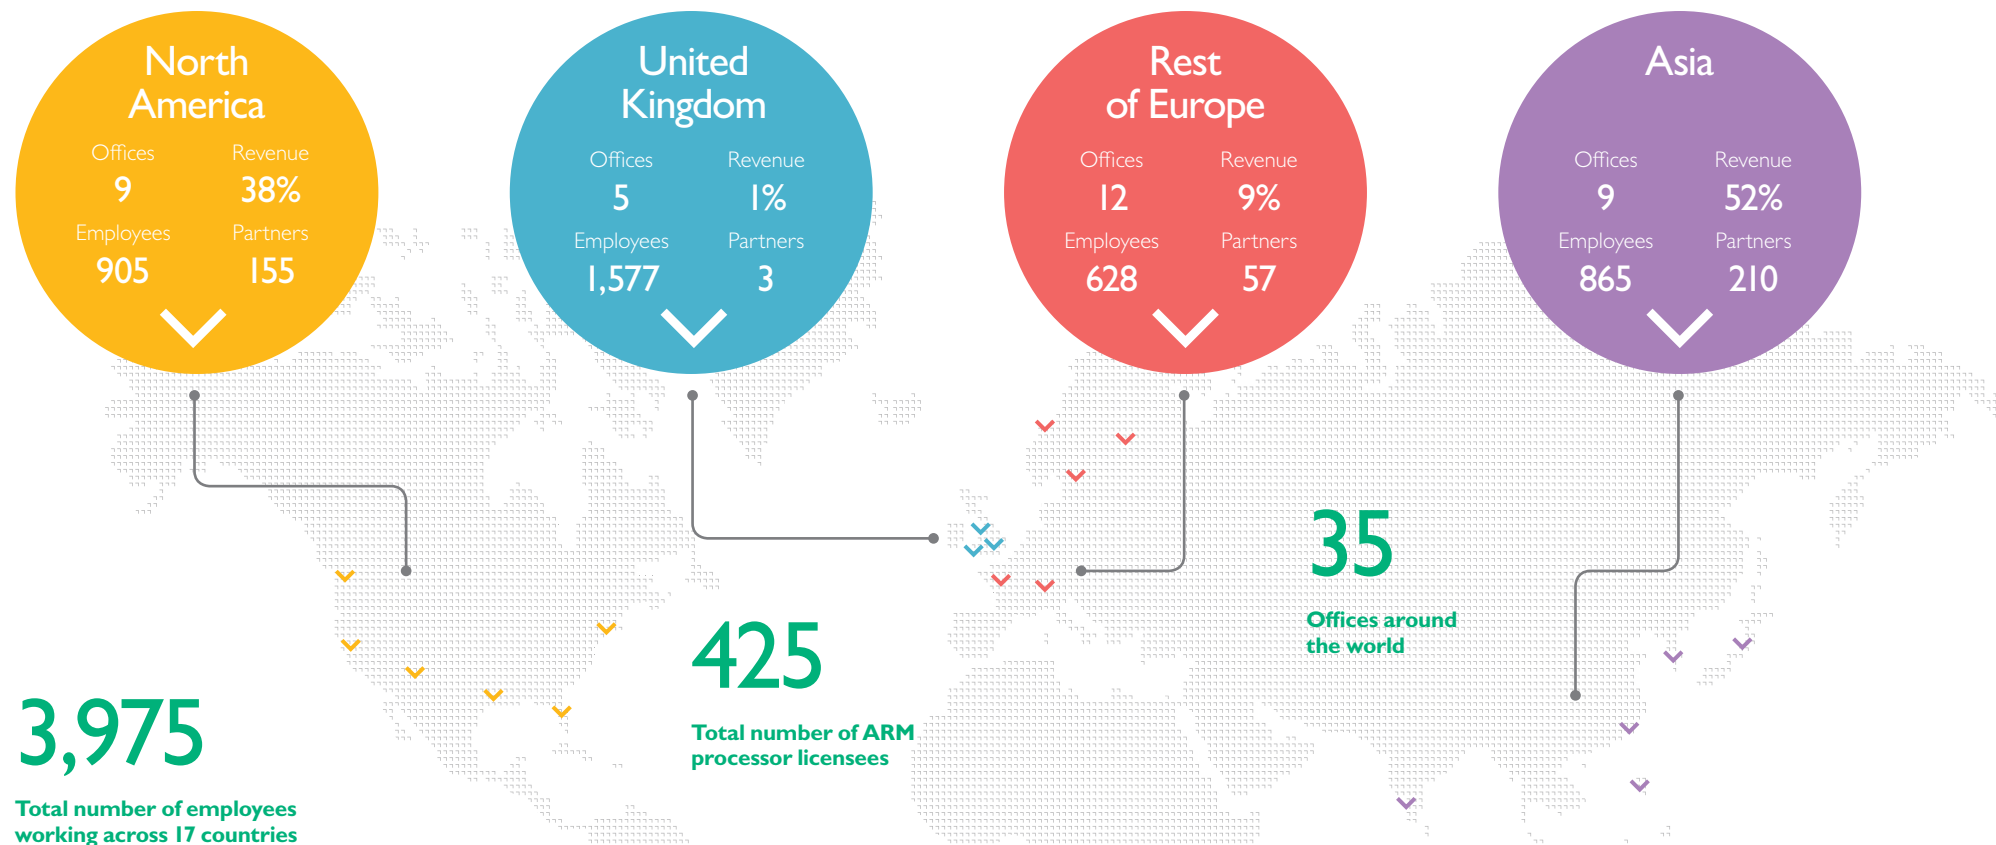 North
America
Offices Revenue
9 38%
Employees Partners
905 155
United
Kingdom
Offices Revenue
5 1%
Employees Partners
1,577 3
Rest
of Europe
Offices Revenue
12 9%
Employees Partners
628 57
Asia
Offices Revenue
9 52%
Employees Partners
865 210
35
Offices around
the world
425
Total number of ARM
processor licensees
3,975
Total number of employees
working across 17 countries